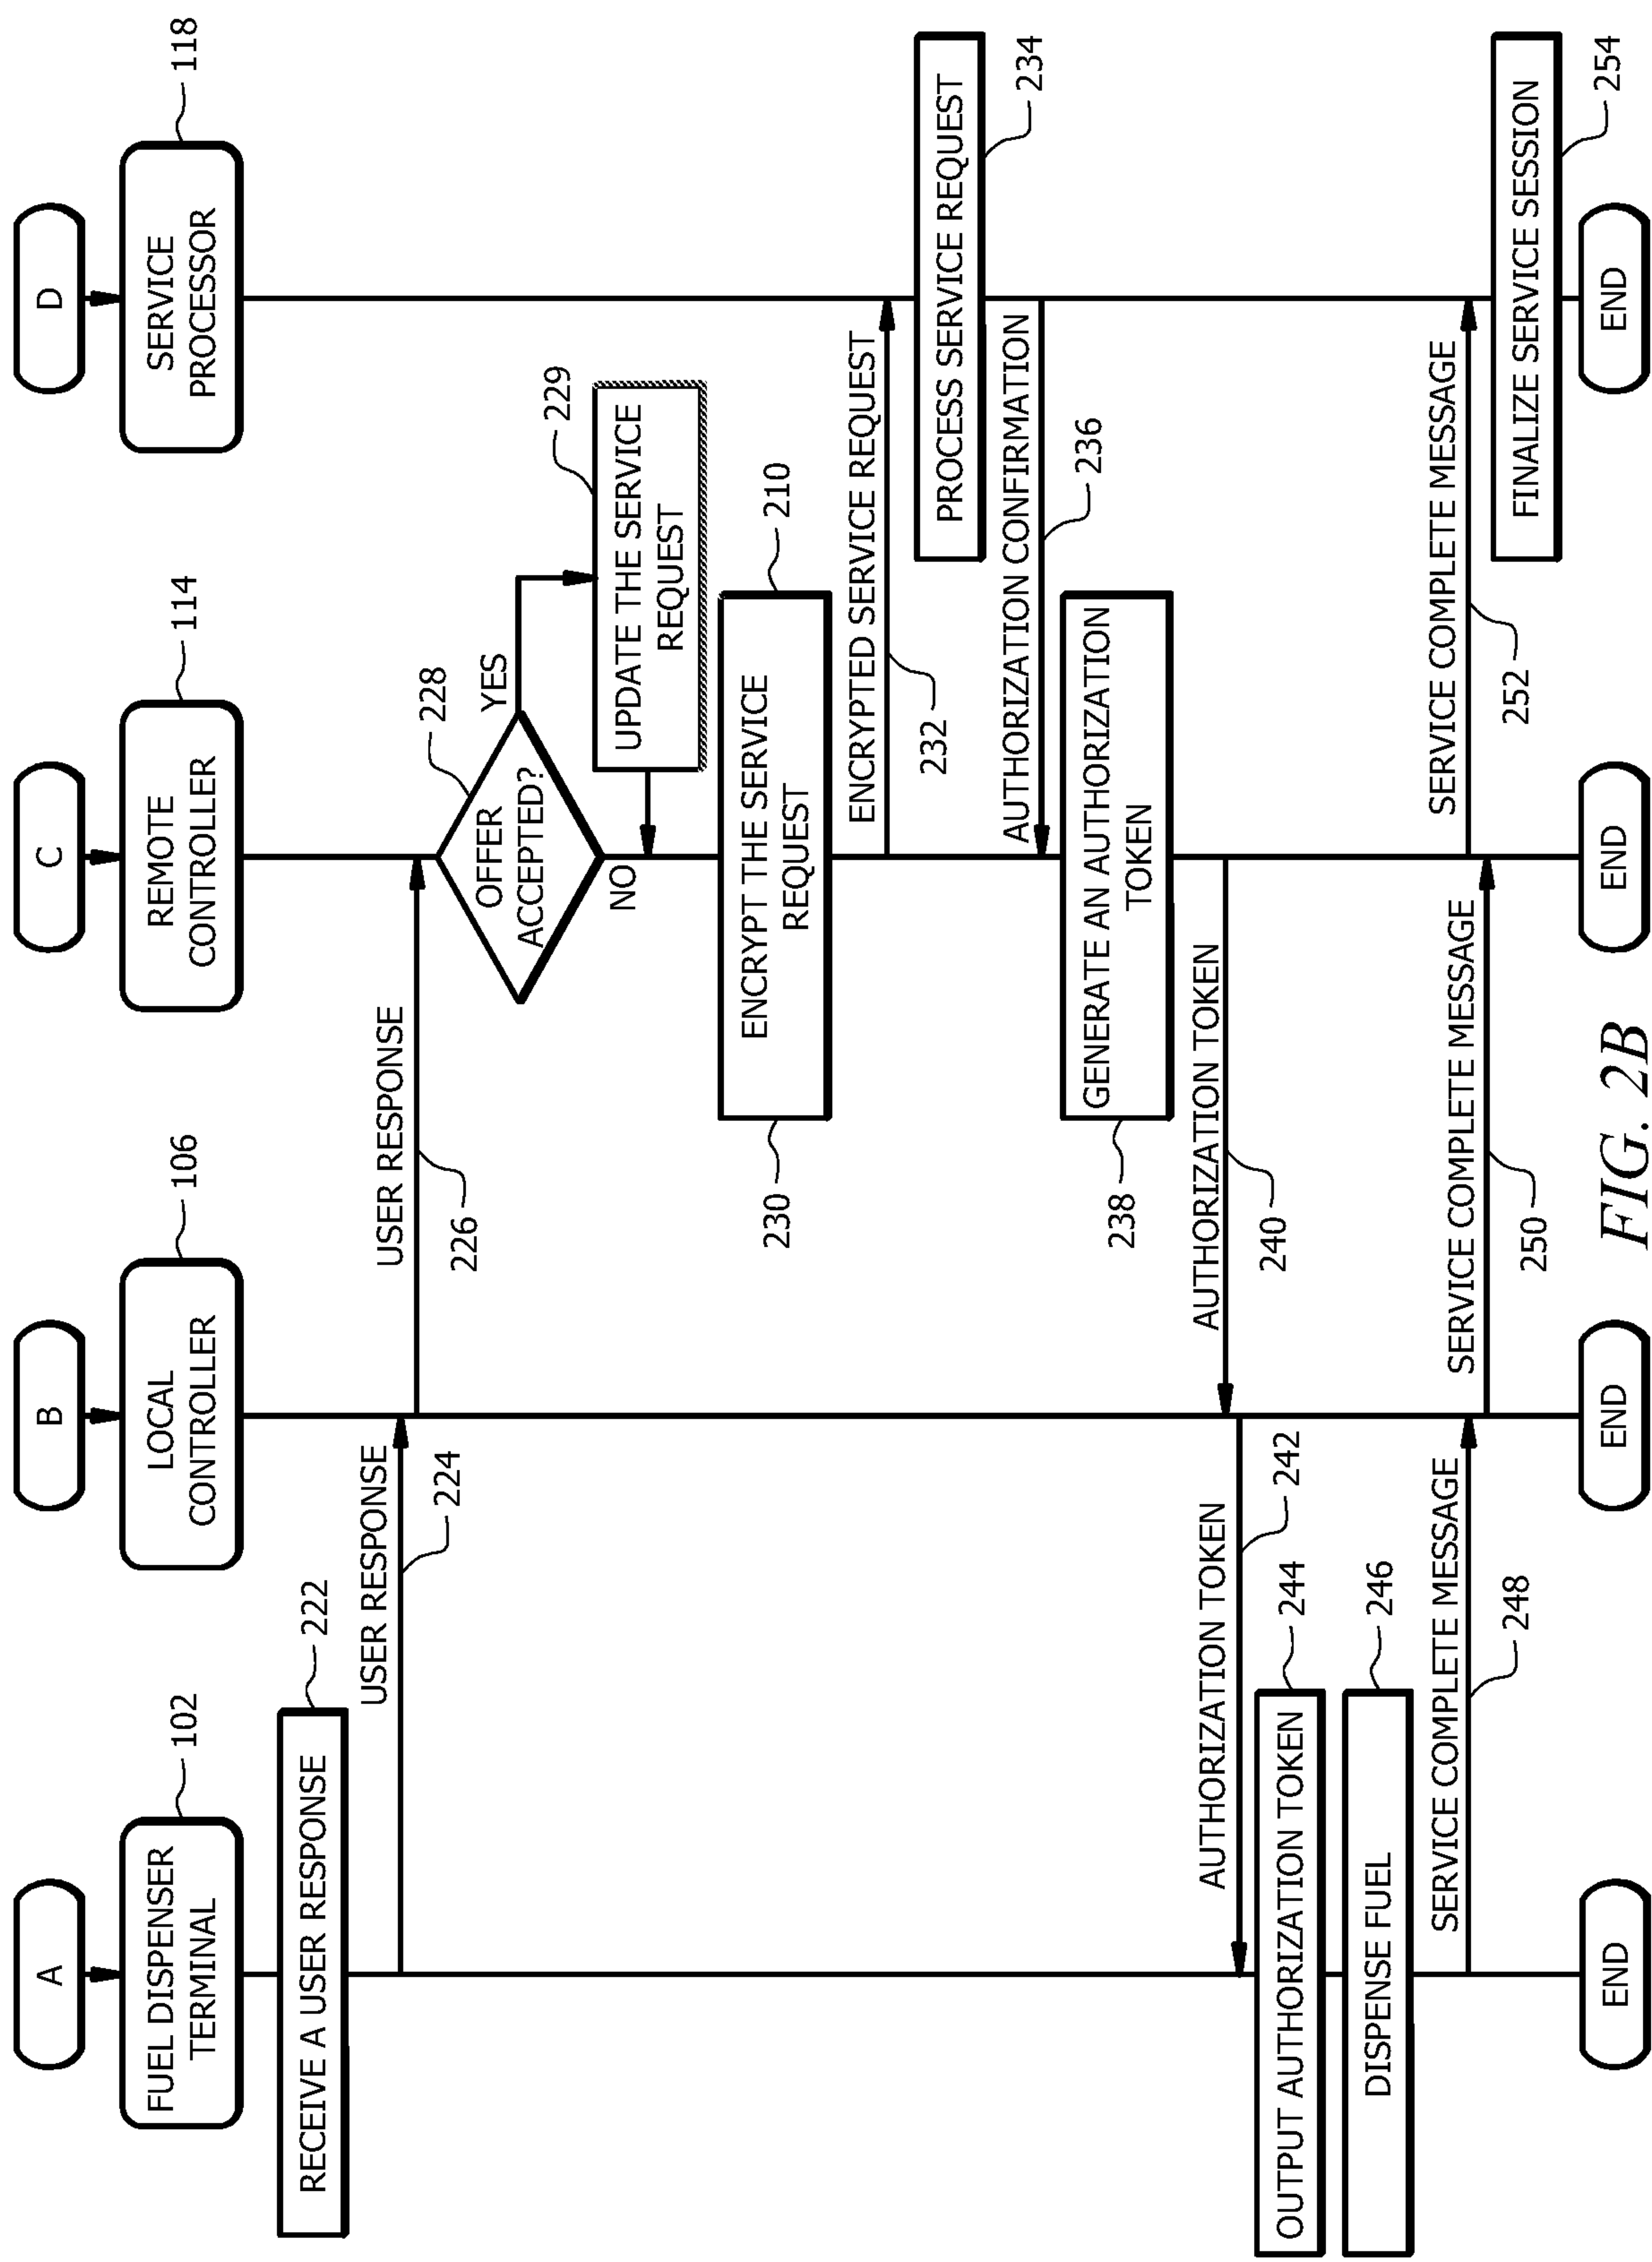 A
B
C
D
FUEL DISPENSER
TERMINAL
102
LOCAL
CONTROLLER
106
REMOTE
CONTROLLER
114
SERVICE
PROCESSOR
118
RECEIVE A USER RESPONSE
222
USER RESPONSE
224
USER RESPONSE
226
OFFER
ACCEPTED?
228
YES
NO
UPDATE THE SERVICE
REQUEST
229
ENCRYPT THE SERVICE
REQUEST
230
210
ENCRYPTED SERVICE REQUEST
232
PROCESS SERVICE REQUEST
234
AUTHORIZATION CONFIRMATION
236
GENERATE AN AUTHORIZATION
TOKEN
238
AUTHORIZATION TOKEN
240
AUTHORIZATION TOKEN
242
OUTPUT AUTHORIZATION TOKEN
244
DISPENSE FUEL
246
SERVICE COMPLETE MESSAGE
248
SERVICE COMPLETE MESSAGE
250
SERVICE COMPLETE MESSAGE
252
FINALIZE SERVICE SESSION
254
END
END
END
END
FIG. 2B